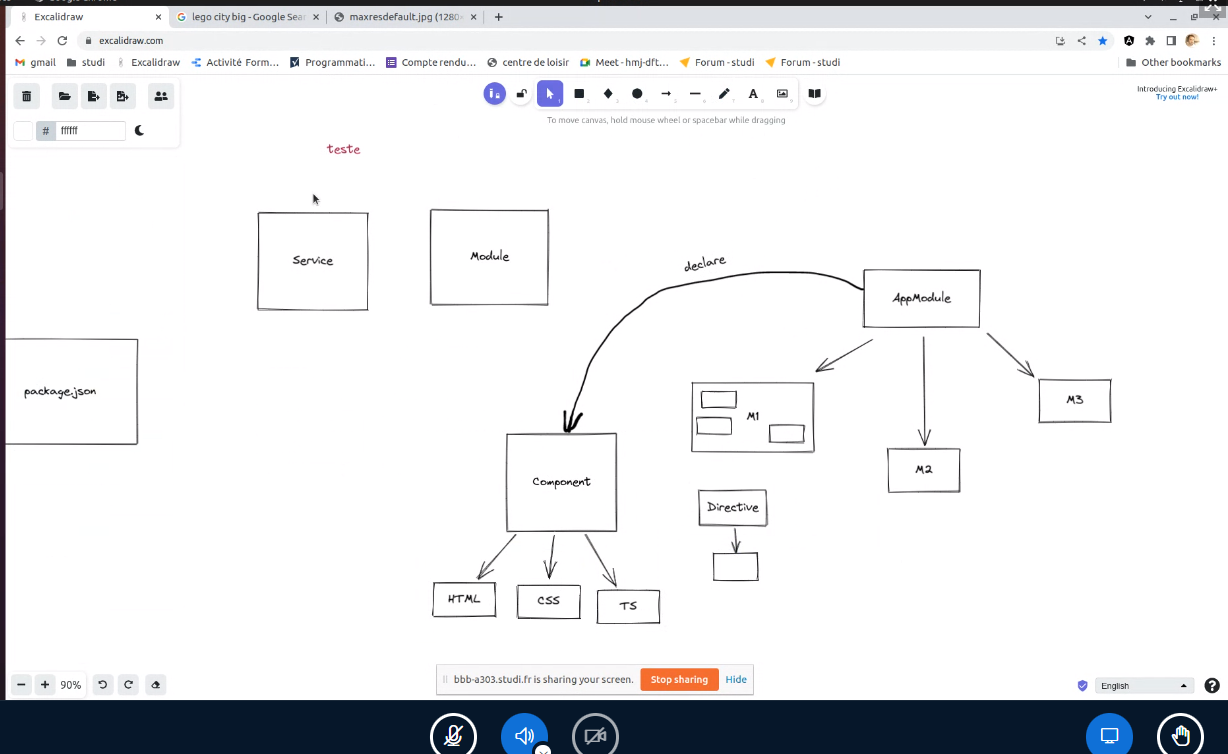 Excalidraw
lego city big - Google Sear
maxresdefault.jpg (1280×
excalidraw.com
gmail
studi
Excalidraw
Activité Form...
Programmati...
Compte rendu...
centre de loisir
Meet - hmj-dft...
Forum - studi
Forum - studi
Other bookmarks
Introducing Excalidraw+
Try out now!
# ffffff
To move canvas, hold mouse wheel or spacebar while dragging
teste
Service
Module
declare
AppModule
package.json
M1
M3
M2
Component
Directive
HTML
CSS
TS
bbb-a303.studi.fr is sharing your screen.
Stop sharing
Hide
90%
English